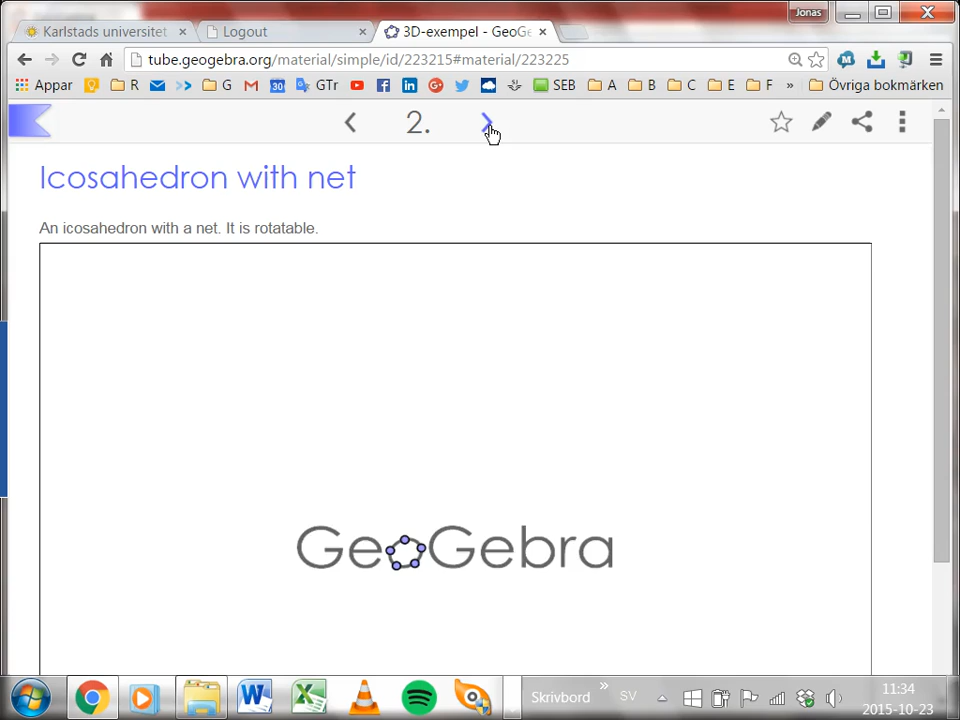 Jonas
Karlstads universitet
Logout
3D-exempel - GeoGe
tube.geogebra.org/material/simple/id/223215#material/223225
Appar
R
G
30
GTr
SEB
A
B
C
E
F
»
Övriga bokmärken
2.
Icosahedron with net
An icosahedron with a net. It is rotatable.
GeoGebra
Skrivbord
»
SV
11:34
2015-10-23